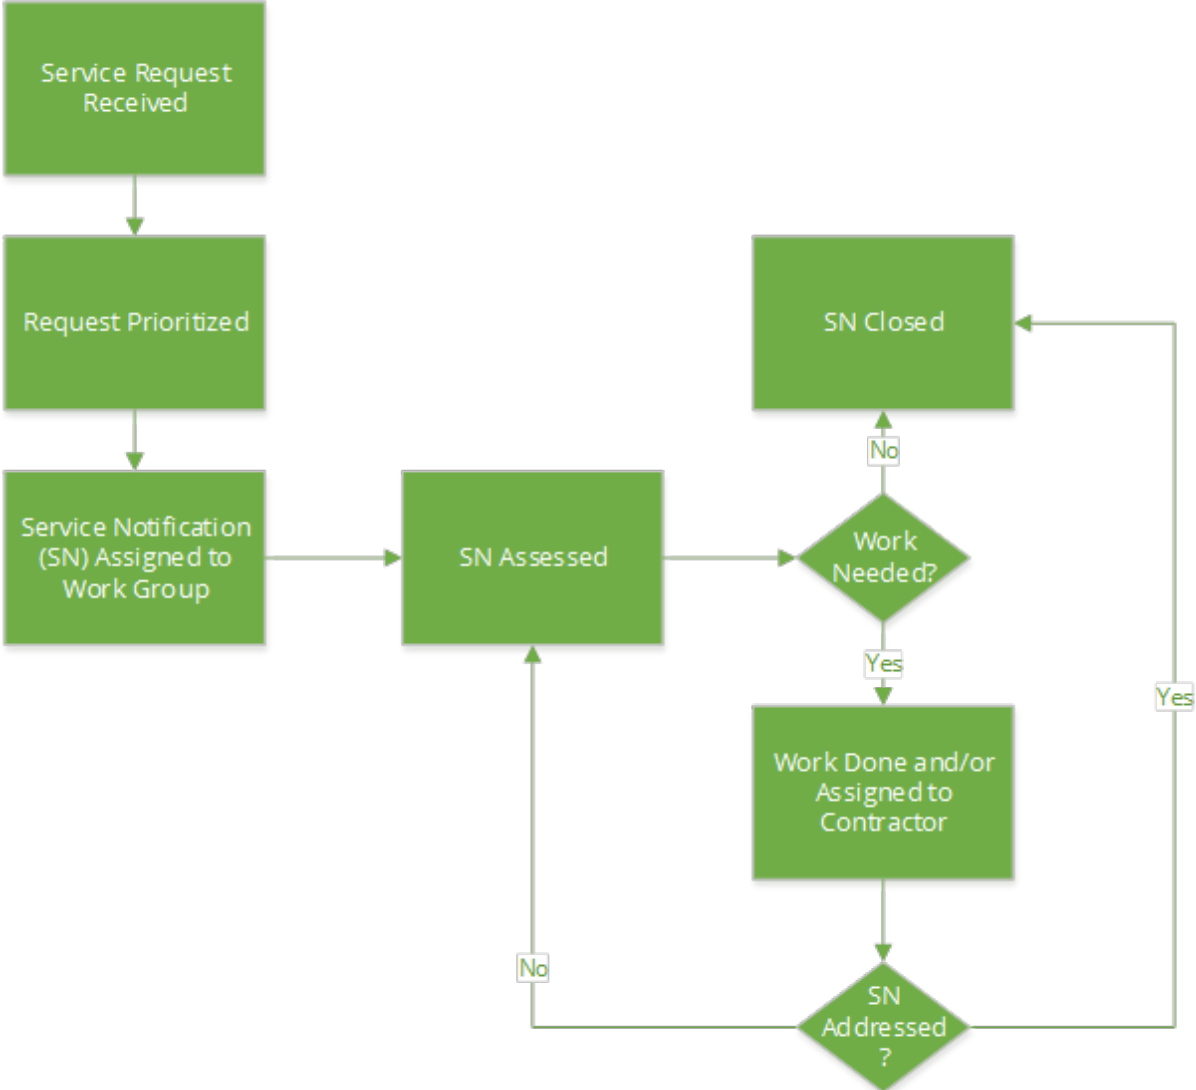 Service Request
Received
Request Prioritized
Service Notification
(SN) Assigned to
Work Group
SN Assessed
Work
Needed?
No
SN Closed
Yes
Work Done and/or
Assigned to
Contractor
SN
Addressed
?
No
Yes